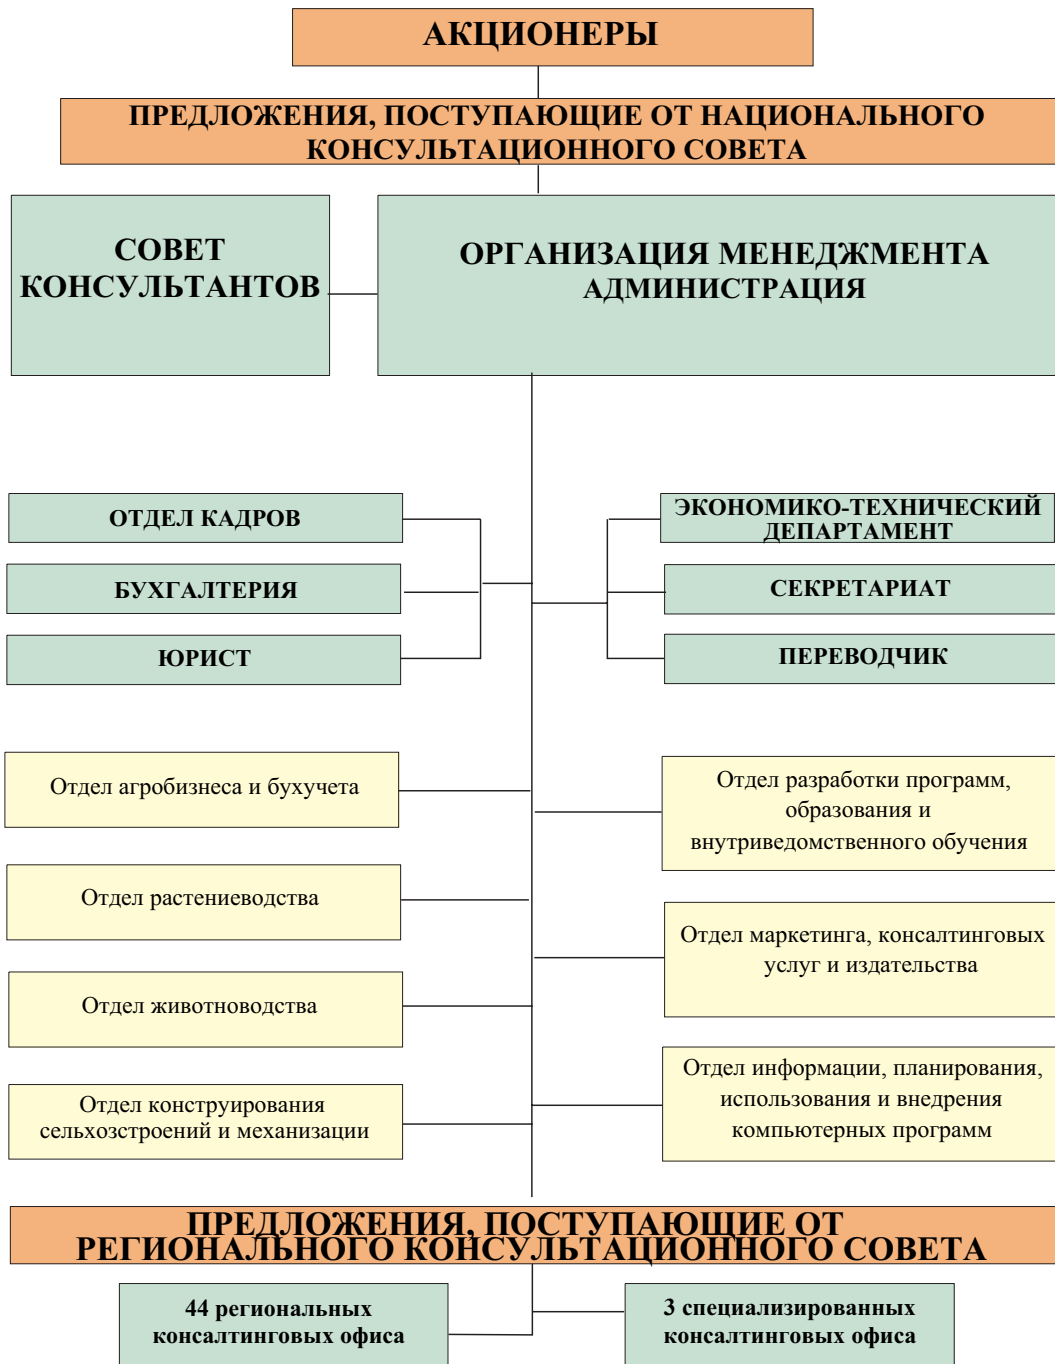 АКЦИОНЕРЫ
ПРЕДЛОЖЕНИЯ, ПОСТУПАЮЩИЕ ОТ НАЦИОНАЛЬНОГО
КОНСУЛЬТАЦИОННОГО СОВЕТА
СОВЕТ
КОНСУЛЬТАНТОВ
ОРГАНИЗАЦИЯ МЕНЕДЖМЕНТА
АДМИНИСТРАЦИЯ
ОТДЕЛ КАДРОВ
БУХГАЛТЕРИЯ
ЮРИСТ
ЭКОНОМИКО-ТЕХНИЧЕСКИЙ
ДЕПАРТАМЕНТ
СЕКРЕТАРИАТ
ПЕРЕВОДЧИК
Отдел агробизнеса и бухучета
Отдел растениеводства
Отдел животноводства
Отдел конструирования
сельхозстроений и механизации
Отдел разработки программ,
образования и
внутриведомственного обучения
Отдел маркетинга, консалтинговых
услуг и издательства
Отдел информации, планирования,
использования и внедрения
компьютерных программ
ПРЕДЛОЖЕНИЯ, ПОСТУПАЮЩИЕ ОТ
РЕГИОНАЛЬНОГО КОНСУЛЬТАЦИОННОГО СОВЕТА
44 региональных
консалтинговых офиса
3 специализированных
консалтинговых офиса